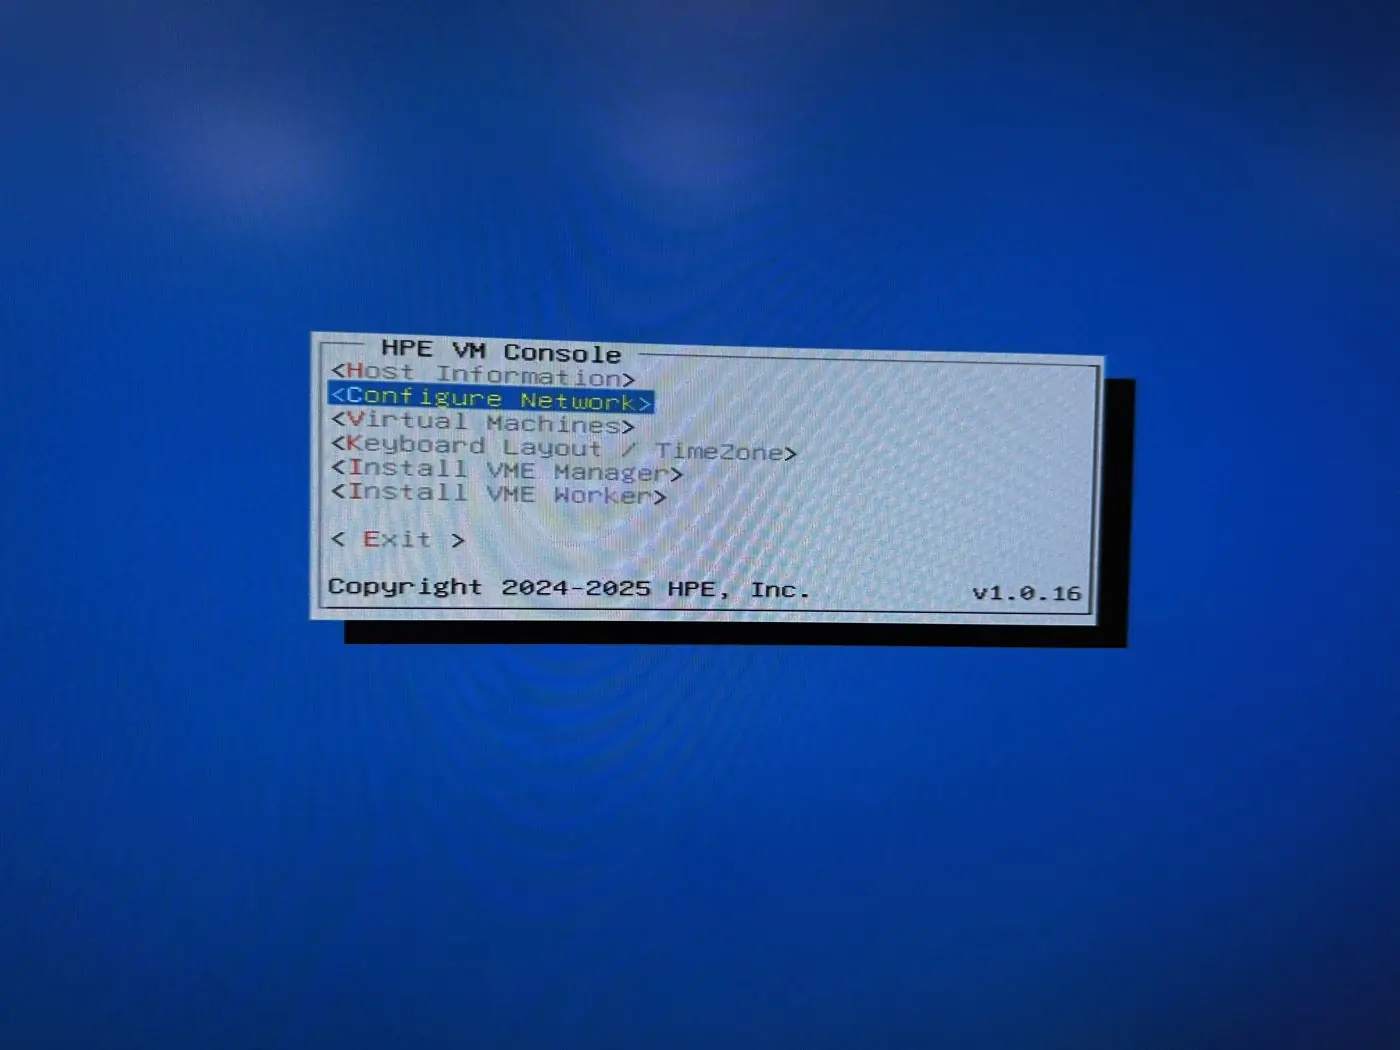 HPE VM Console
<Host Information>
<Configure Network>
<Virtual Machines>
<Keyboard Layout / TimeZone>
<Install VME Manager>
<Install VME Worker>
< Exit >
Copyright 2024-2025 HPE, Inc. v1.0.16